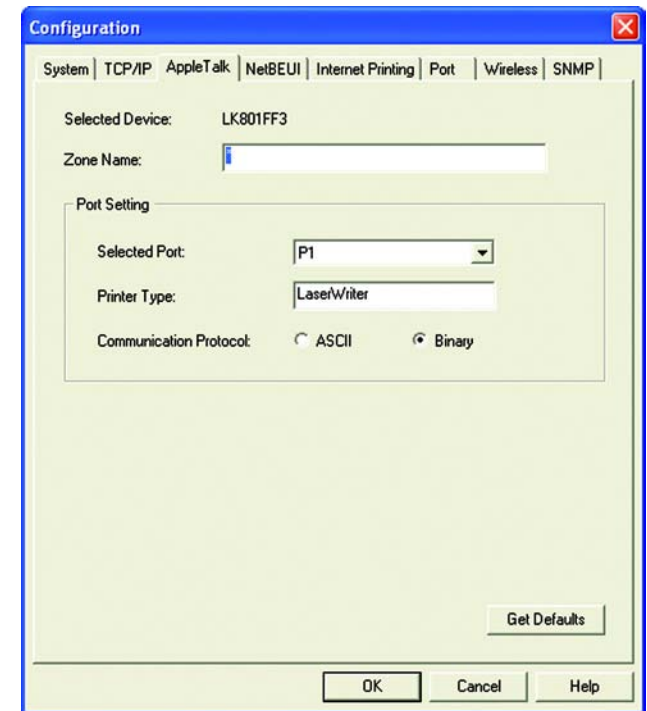 Configuration
System TCP/IP AppleTalk NetBEUI Internet Printing Port Wireless SNMP
Selected Device: LK801FF3
Zone Name: *
Port Setting
Selected Port: P1
Printer Type: LaserWriter
Communication Protocol: ASCII Binary
Get Defaults
OK Cancel Help